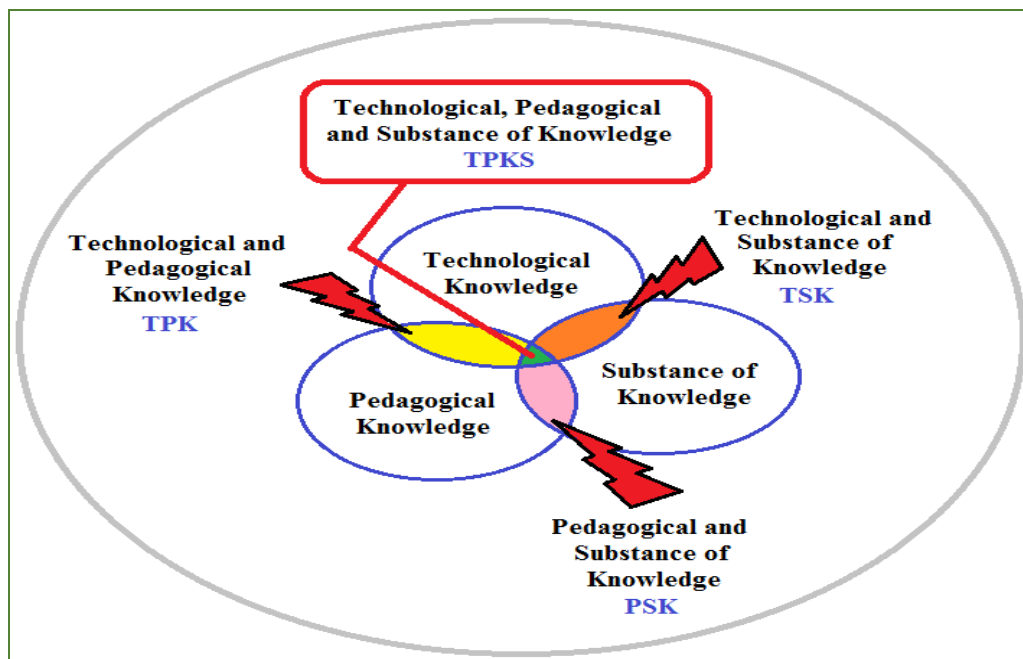 Technological, Pedagogical
and Substance of Knowledge
TPKS
Technological and
Pedagogical
Knowledge
TPK
Technological
Knowledge
Technological and
Substance of
Knowledge
TSK
Pedagogical
Knowledge
Substance of
Knowledge
Pedagogical and
Substance of
Knowledge
PSK